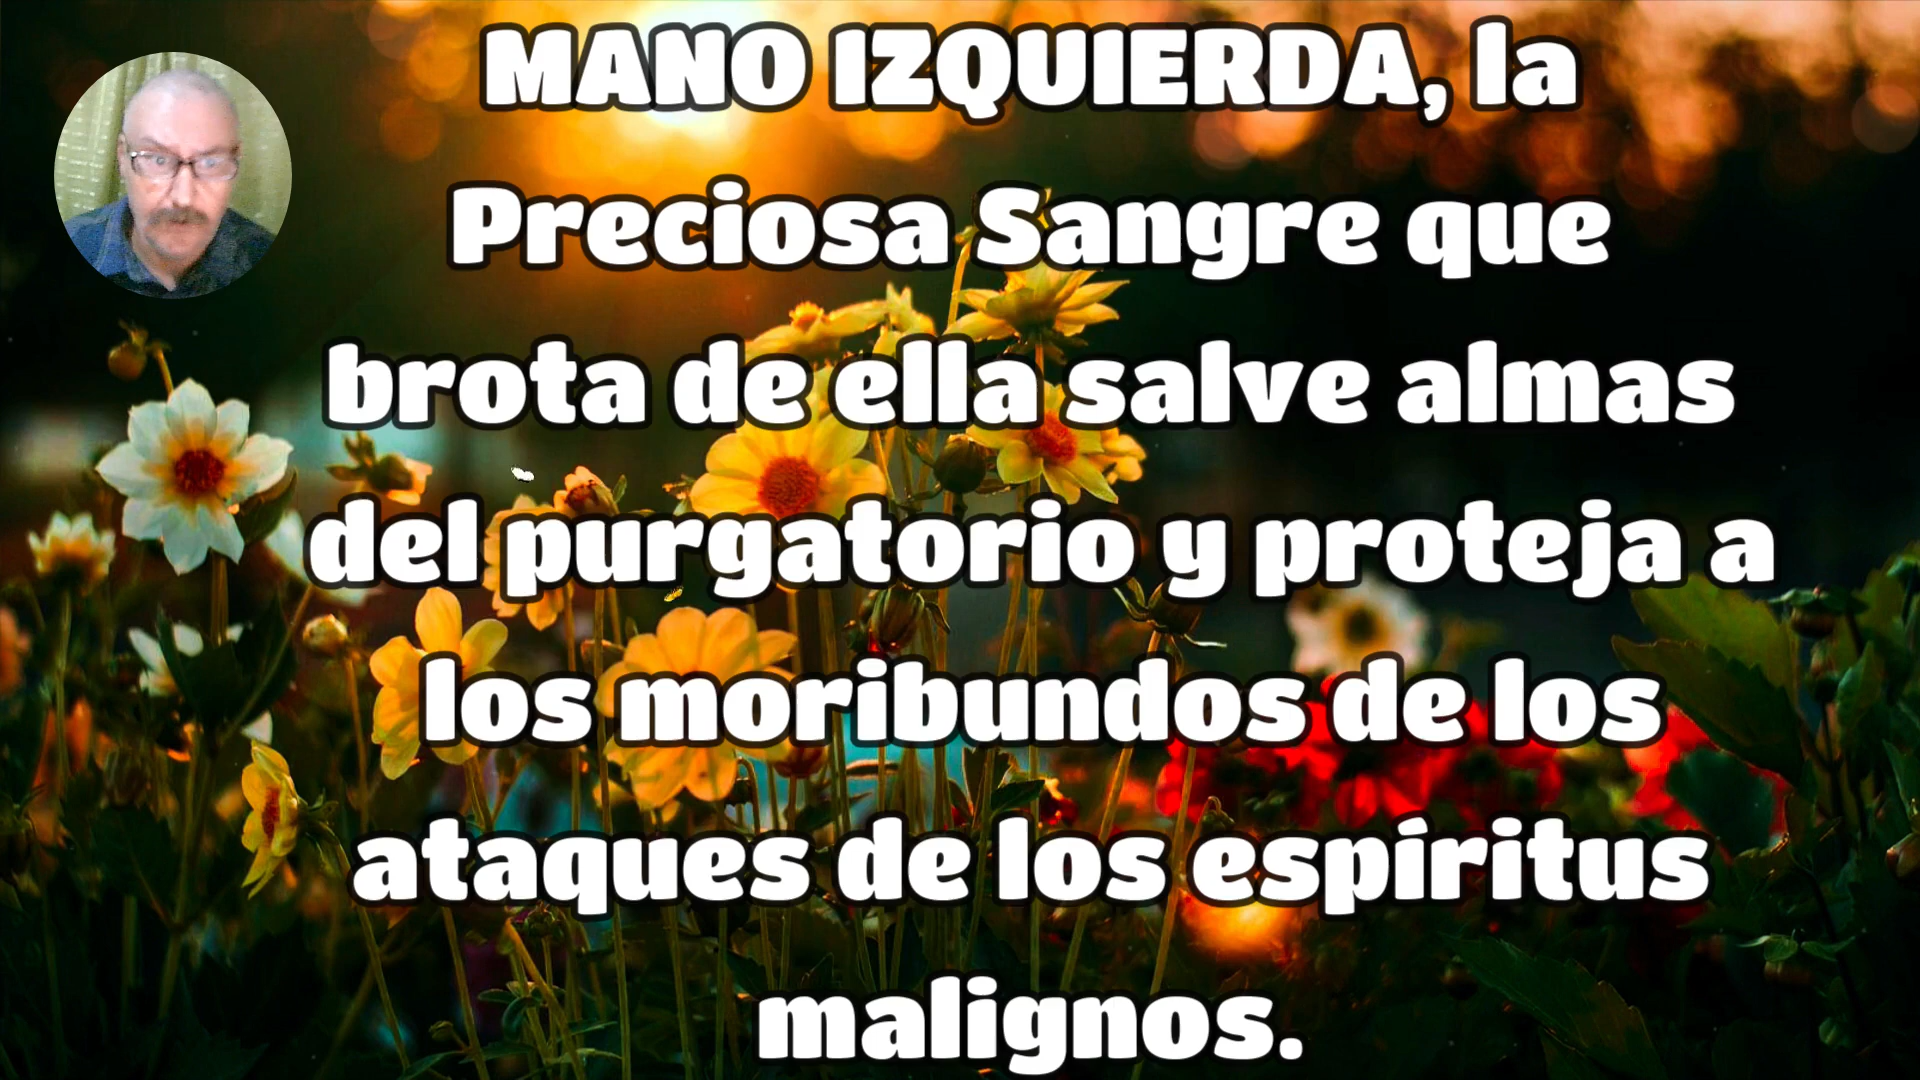 MANO IZQUIERDA, la
Preciosa Sangre que
brota de ella salve almas
del purgatorio y proteja a
los moribundos de los
ataques de los espíritus
malignos.